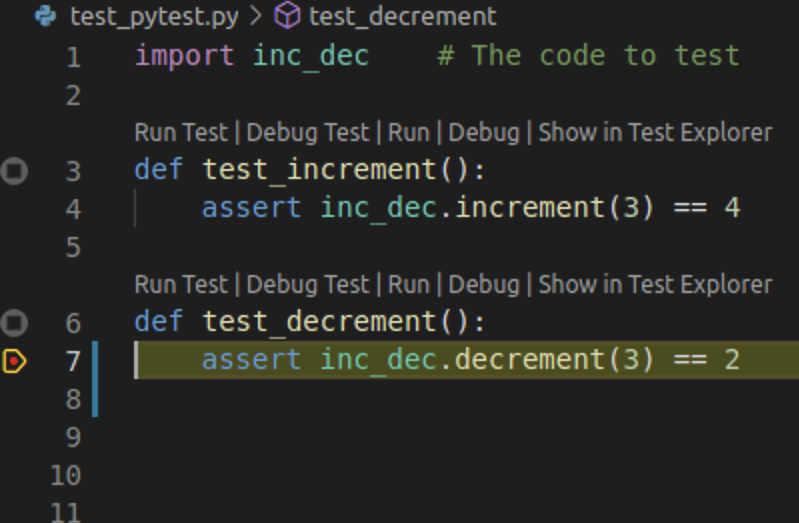 test_pytest.py > test_decrement
1 import inc_dec    # The code to test
2
Run Test | Debug Test | Run | Debug | Show in Test Explorer
3 def test_increment():
4     assert inc_dec.increment(3) == 4
5
Run Test | Debug Test | Run | Debug | Show in Test Explorer
6 def test_decrement():
7     assert inc_dec.decrement(3) == 2
8
9
10
11